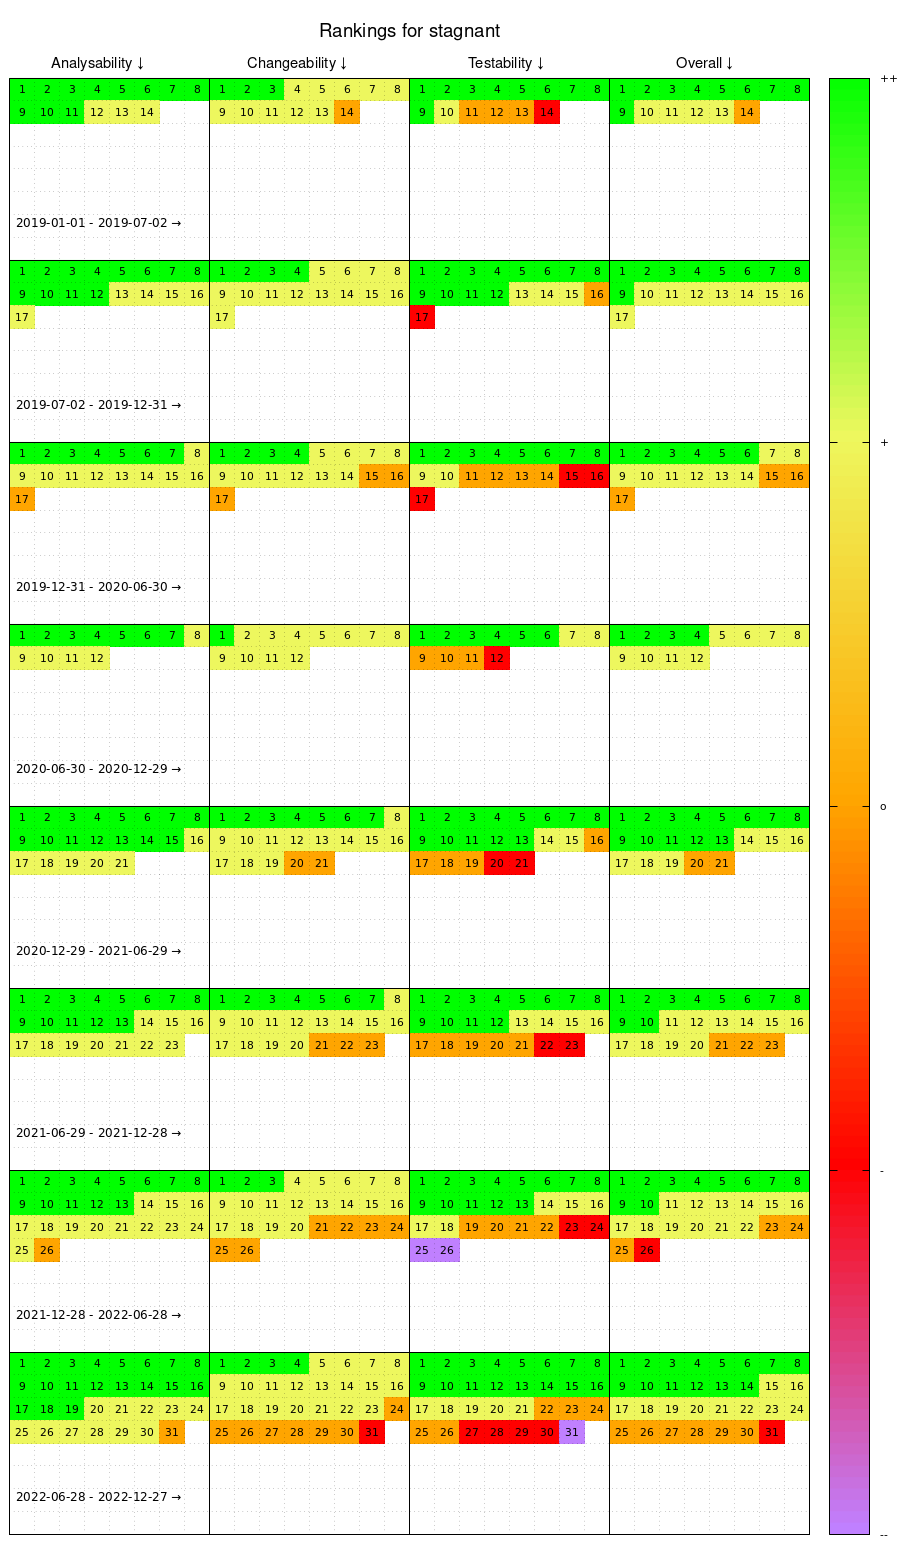 Rankings for stagnant
Analysability ↓ Changeability ↓ Testability ↓ Overall ↓
++
1 2 3 4 5 6 7 8 1 2 3 4 5 6 7 8 1 2 3 4 5 6 7 8 1 2 3 4 5 6 7 8
9 10 11 12 13 14 9 10 11 12 13 14 9 10 11 12 13 14 9 10 11 12 13 14
2019-01-01 - 2019-07-02 →
1 2 3 4 5 6 7 8 1 2 3 4 5 6 7 8 1 2 3 4 5 6 7 8 1 2 3 4 5 6 7 8
9 10 11 12 13 14 15 16 9 10 11 12 13 14 15 16 9 10 11 12 13 14 15 16 9 10 11 12 13 14 15 16
17 17 17 17
2019-07-02 - 2019-12-31 →
+
1 2 3 4 5 6 7 8 1 2 3 4 5 6 7 8 1 2 3 4 5 6 7 8 1 2 3 4 5 6 7 8
9 10 11 12 13 14 15 16 9 10 11 12 13 14 15 16 9 10 11 12 13 14 15 16 9 10 11 12 13 14 15 16
17 17 17 17
2019-12-31 - 2020-06-30 →
1 2 3 4 5 6 7 8 1 2 3 4 5 6 7 8 1 2 3 4 5 6 7 8 1 2 3 4 5 6 7 8
9 10 11 12 9 10 11 12 9 10 11 12 9 10 11 12
2020-06-30 - 2020-12-29 →
o
1 2 3 4 5 6 7 8 1 2 3 4 5 6 7 8 1 2 3 4 5 6 7 8 1 2 3 4 5 6 7 8
9 10 11 12 13 14 15 16 9 10 11 12 13 14 15 16 9 10 11 12 13 14 15 16 9 10 11 12 13 14 15 16
17 18 19 20 21 17 18 19 20 21 17 18 19 20 21 17 18 19 20 21
2020-12-29 - 2021-06-29 →
1 2 3 4 5 6 7 8 1 2 3 4 5 6 7 8 1 2 3 4 5 6 7 8 1 2 3 4 5 6 7 8
9 10 11 12 13 14 15 16 9 10 11 12 13 14 15 16 9 10 11 12 13 14 15 16 9 10 11 12 13 14 15 16
17 18 19 20 21 22 23 17 18 19 20 21 22 23 17 18 19 20 21 22 23 17 18 19 20 21 22 23
2021-06-29 - 2021-12-28 →
-
1 2 3 4 5 6 7 8 1 2 3 4 5 6 7 8 1 2 3 4 5 6 7 8 1 2 3 4 5 6 7 8
9 10 11 12 13 14 15 16 9 10 11 12 13 14 15 16 9 10 11 12 13 14 15 16 9 10 11 12 13 14 15 16
17 18 19 20 21 22 23 24 17 18 19 20 21 22 23 24 17 18 19 20 21 22 23 24 17 18 19 20 21 22 23 24
25 26 25 26 25 26 25 26
2021-12-28 - 2022-06-28 →
1 2 3 4 5 6 7 8 1 2 3 4 5 6 7 8 1 2 3 4 5 6 7 8 1 2 3 4 5 6 7 8
9 10 11 12 13 14 15 16 9 10 11 12 13 14 15 16 9 10 11 12 13 14 15 16 9 10 11 12 13 14 15 16
17 18 19 20 21 22 23 24 17 18 19 20 21 22 23 24 17 18 19 20 21 22 23 24 17 18 19 20 21 22 23 24
25 26 27 28 29 30 31 25 26 27 28 29 30 31 25 26 27 28 29 30 31 25 26 27 28 29 30 31
2022-06-28 - 2022-12-27 →
--